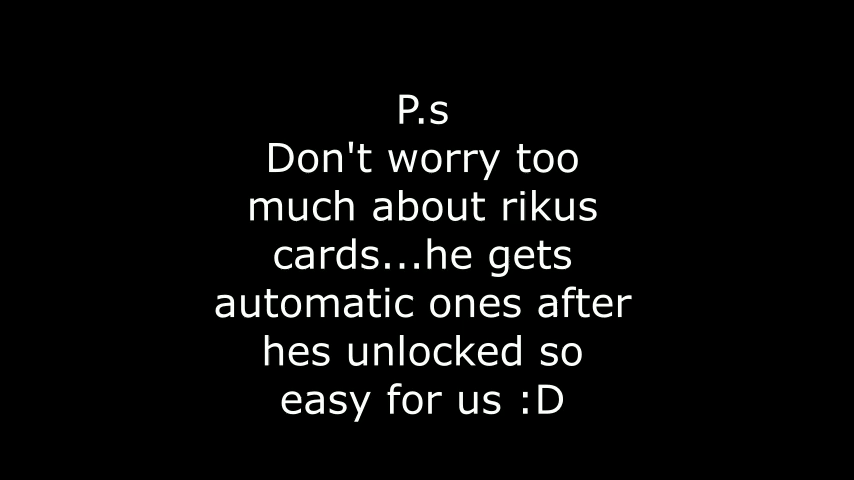 P.s
Don't worry too
much about rikus
cards...he gets
automatic ones after
hes unlocked so
easy for us :D